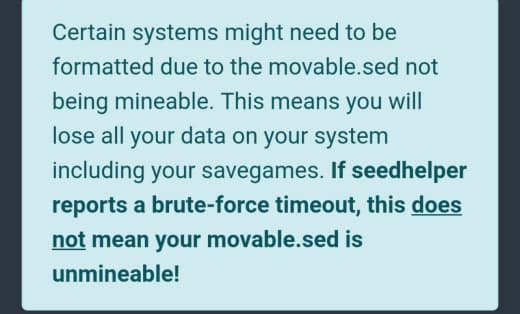 Certain systems might need to be
formatted due to the movable.sed not
being mineable. This means you will
lose all your data on your system
including your savegames. If seedhelper
reports a brute-force timeout, this does
not mean your movable.sed is
unmineable!